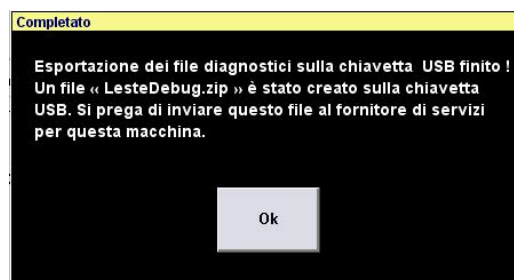 Completato
Esportazione dei file diagnostici sulla chiavetta USB finito !
Un file « LesteDebug.zip » è stato creato sulla chiavetta
USB. Si prega di inviare questo file al fornitore di servizi
per questa macchina.
Ok